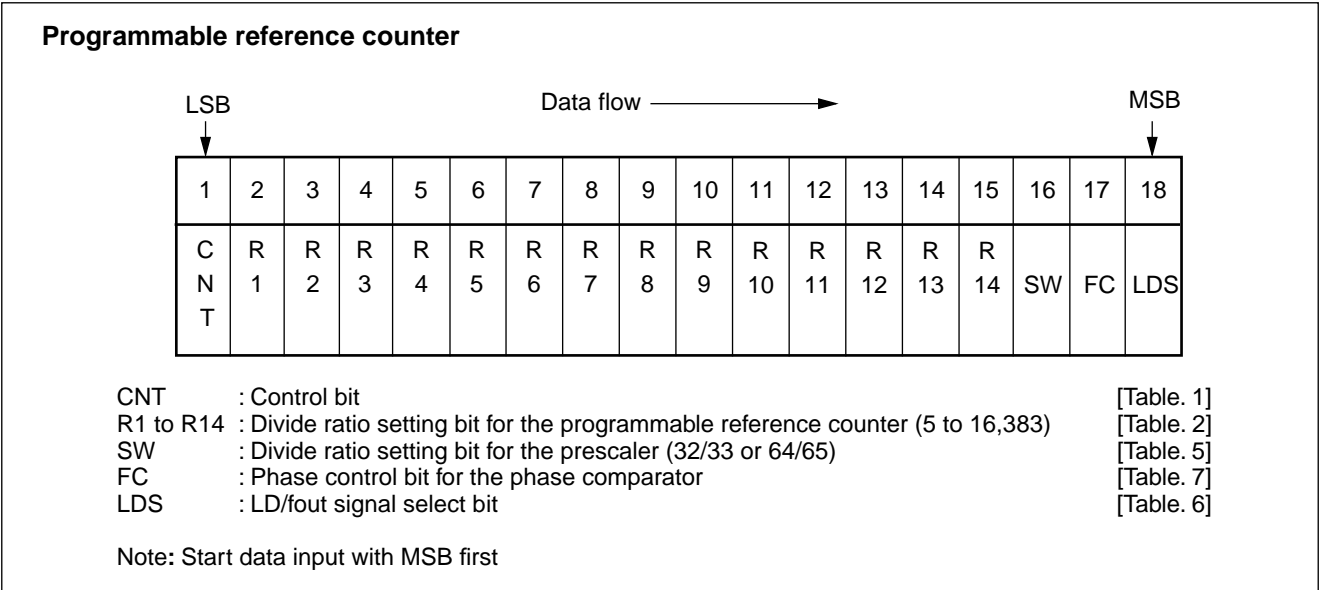 Programmable reference counter
LSB Data flow MSB
1 2 3 4 5 6 7 8 9 10 11 12 13 14 15 16 17 18
C R R R R R R R R R R R R R R
N 1 2 3 4 5 6 7 8 9 10 11 12 13 14 SW FC LDS
T
CNT : Control bit [Table. 1]
R1 to R14 : Divide ratio setting bit for the programmable reference counter (5 to 16,383) [Table. 2]
SW : Divide ratio setting bit for the prescaler (32/33 or 64/65) [Table. 5]
FC : Phase control bit for the phase comparator [Table. 7]
LDS : LD/fout signal select bit [Table. 6]
Note: Start data input with MSB first